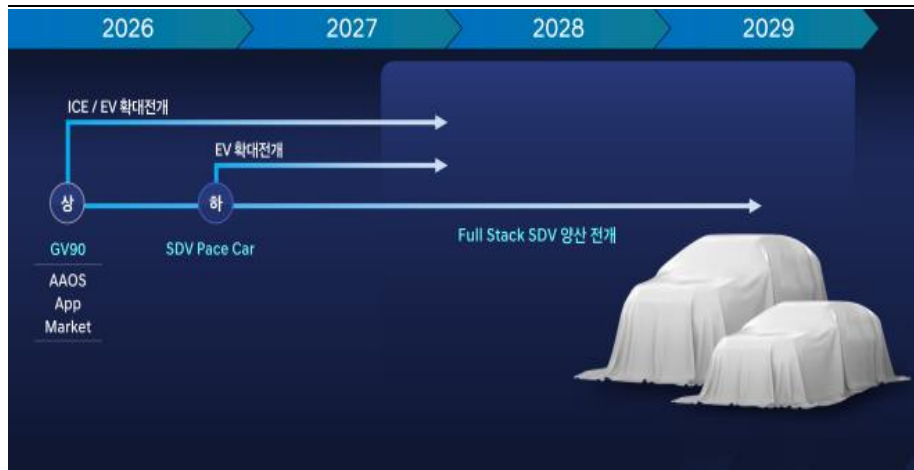 2026
2027
2028
2029
ICE / EV 확대전개
EV 확대전개
상
하
GV90
SDV Pace Car
Full Stack SDV 양산 전개
AAOS
App
Market